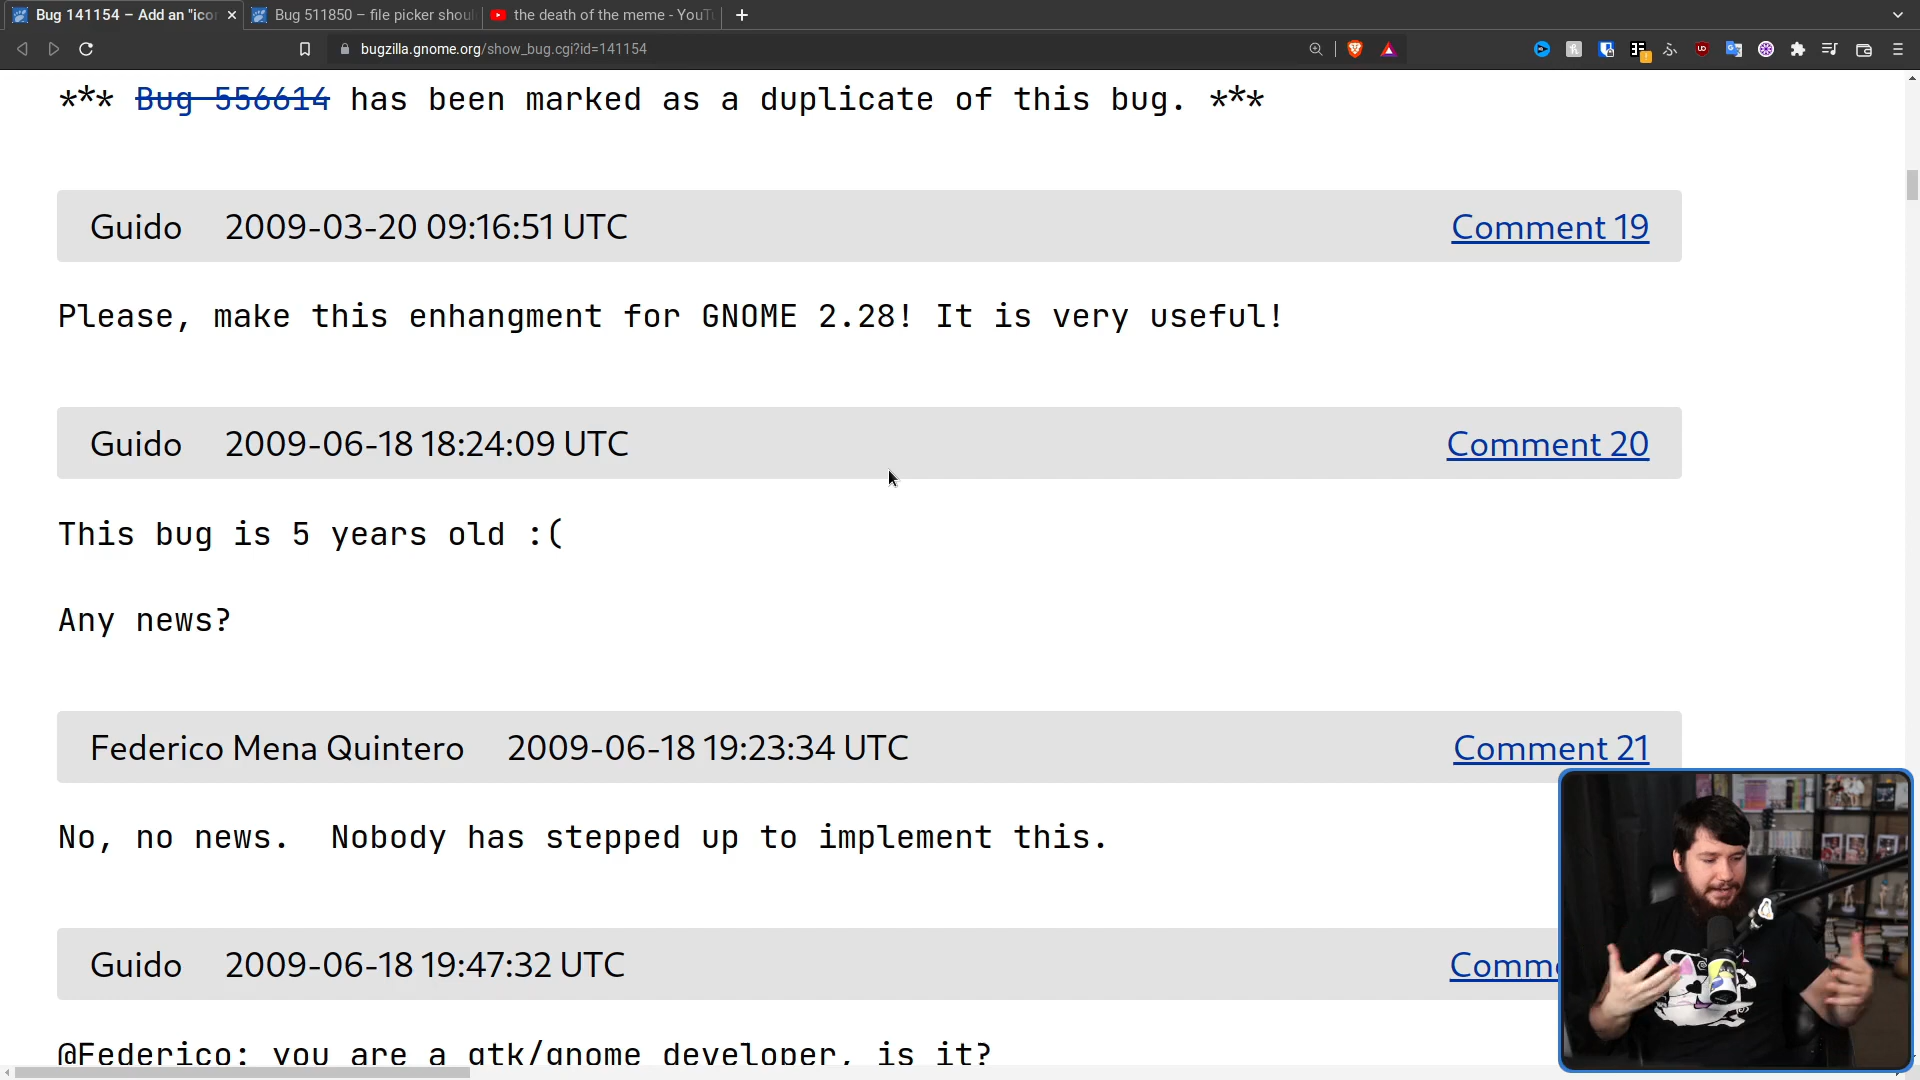 Bug 141154 – Add an "ico
Bug 511850 – file picker shou
the death of the meme - YouT
bugzilla.gnome.org/show_bug.cgi?id=141154
*** Bug 556614 has been marked as a duplicate of this bug. ***
Guido 2009-03-20 09:16:51 UTC Comment 19
Please, make this enhangment for GNOME 2.28! It is very useful!
Guido 2009-06-18 18:24:09 UTC Comment 20
This bug is 5 years old :(
Any news?
Federico Mena Quintero 2009-06-18 19:23:34 UTC Comment 21
No, no news. Nobody has stepped up to implement this.
Guido 2009-06-18 19:47:32 UTC Comme
@Federico: you are a gtk/gnome developer, is it?